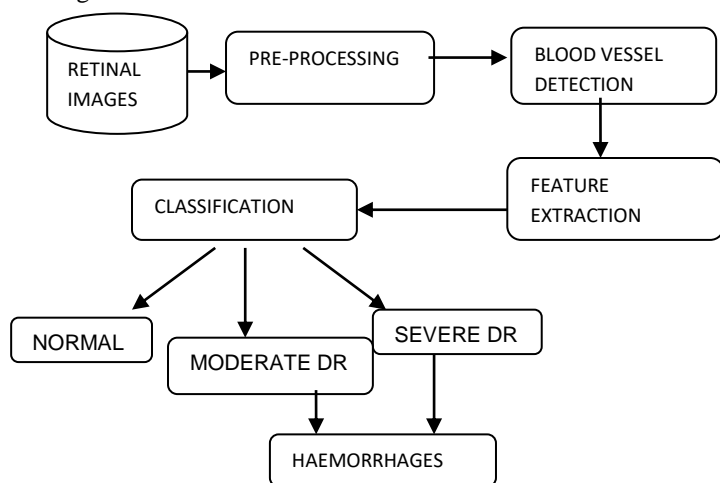 RETINAL
IMAGES
PRE-PROCESSING
BLOOD VESSEL
DETECTION
FEATURE
EXTRACTION
CLASSIFICATION
NORMAL
MODERATE DR
SEVERE DR
HAEMORRHAGES